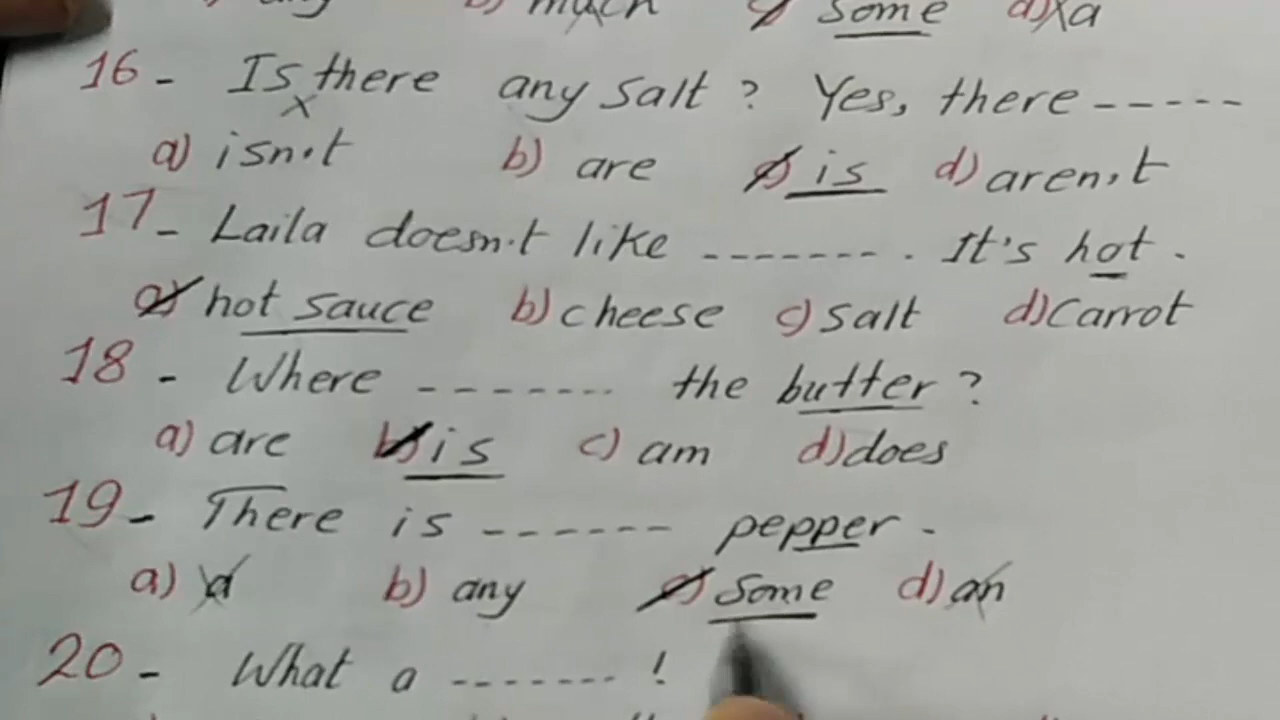 b) much c) some d) a
16 - Is there any salt ? Yes, there ------
a) isn't b) are c) is d) aren't
17 - Laila doesn't like ------- . It's hot .
a) hot sauce b) cheese c) salt d) Carrot
18 - Where ------- the butter ?
a) are b) is c) am d) does
19 - There is ------ pepper .
a) a b) any c) some d) an
20 - What a ------- !